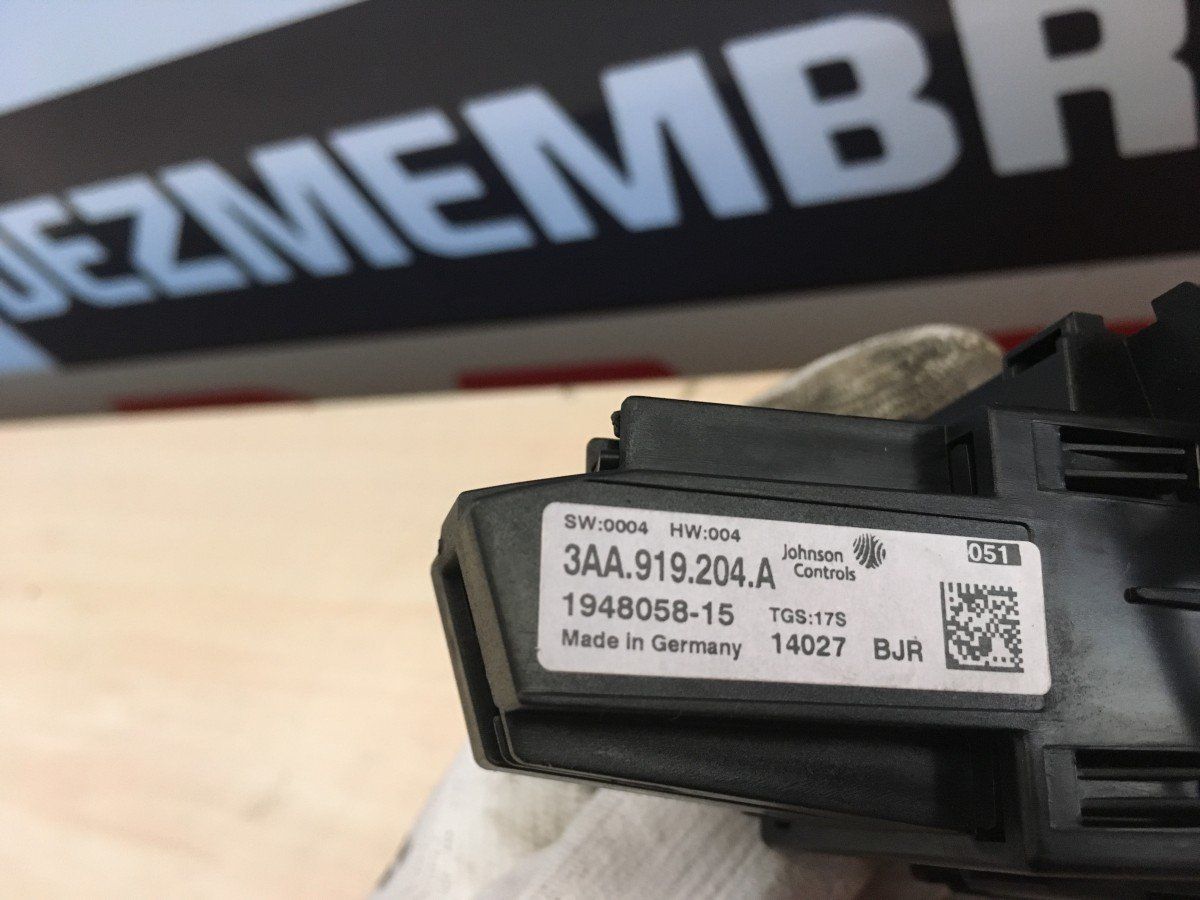 DEZMEMBR
SW:0004 HW:004
3AA.919.204.A
Johnson
Controls
051
1948058-15
TGS:17S
Made in Germany
14027 BJR